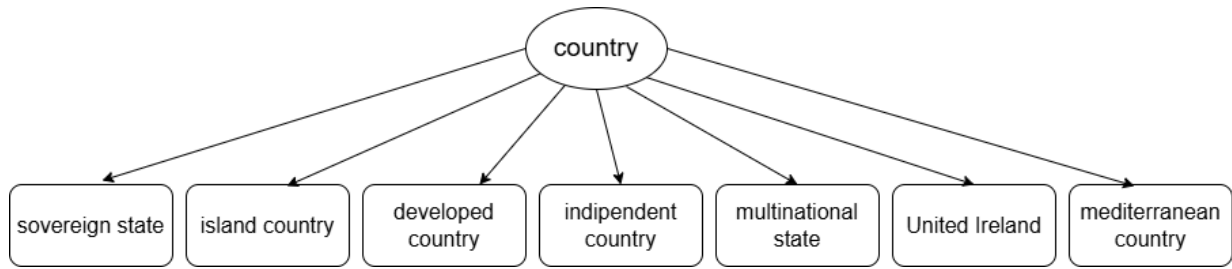 country
sovereign state
island country
developed
country
indipendent
country
multinational
state
United Ireland
mediterranean
country